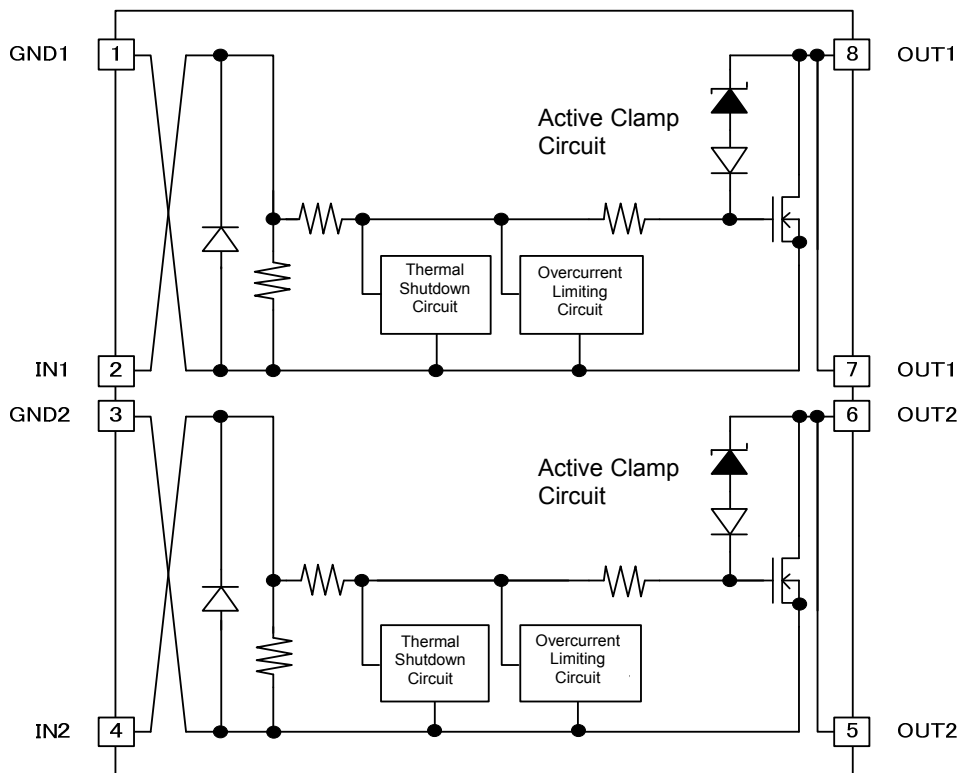 GND1 1 8 OUT1
Active Clamp
Circuit
Thermal
Shutdown
Circuit
Overcurrent
Limiting
Circuit
IN1 2 7 OUT1
GND2 3 6 OUT2
Active Clamp
Circuit
Thermal
Shutdown
Circuit
Overcurrent
Limiting
Circuit
IN2 4 5 OUT2